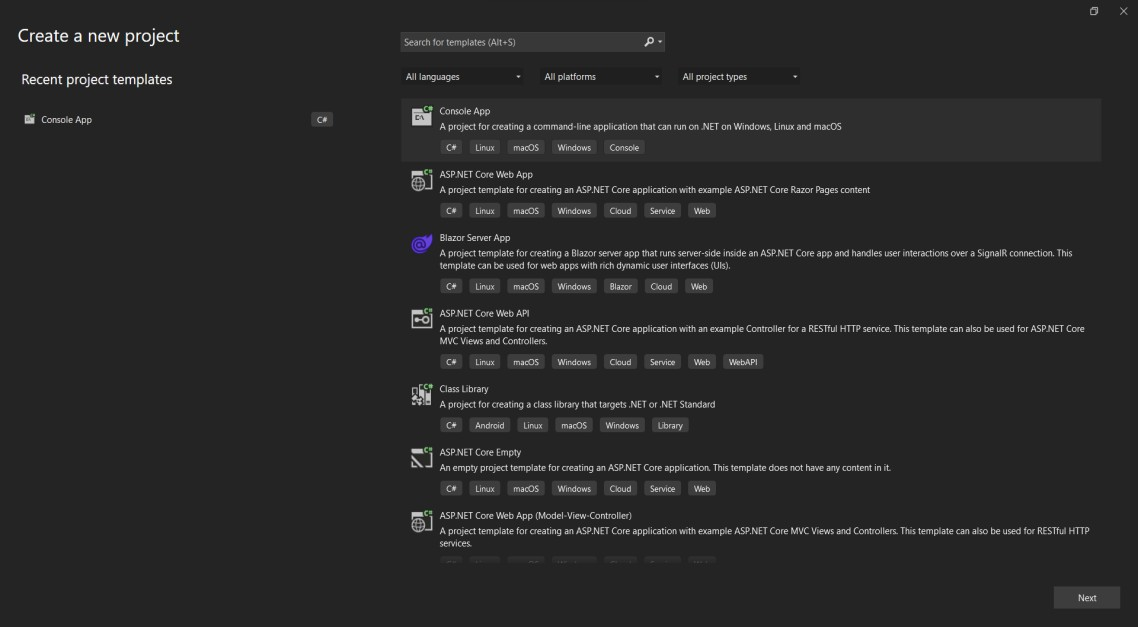 Create a new project
Search for templates (Alt+S)
Recent project templates
All languages
All platforms
All project types
Console App
C#
Console App
A project for creating a command-line application that can run on .NET on Windows, Linux and macOS
C# Linux macOS Windows Console
ASP.NET Core Web App
A project template for creating an ASP.NET Core application with example ASP.NET Core Razor Pages content
C# Linux macOS Windows Cloud Service Web
Blazor Server App
A project template for creating a Blazor server app that runs server-side inside an ASP.NET Core app and handles user interactions over a SignalR connection. This
template can be used for web apps with rich dynamic user interfaces (UIs).
C# Linux macOS Windows Blazor Cloud Web
ASP.NET Core Web API
A project template for creating an ASP.NET Core application with an example Controller for a RESTful HTTP service. This template can also be used for ASP.NET Core
MVC Views and Controllers.
C# Linux macOS Windows Cloud Service Web WebAPI
Class Library
A project for creating a class library that targets .NET or .NET Standard
C# Android Linux macOS Windows Library
ASP.NET Core Empty
An empty project template for creating an ASP.NET Core application. This template does not have any content in it.
C# Linux macOS Windows Cloud Service Web
ASP.NET Core Web App (Model-View-Controller)
A project template for creating an ASP.NET Core application with example ASP.NET Core MVC Views and Controllers. This template can also be used for RESTful HTTP
services.
Next